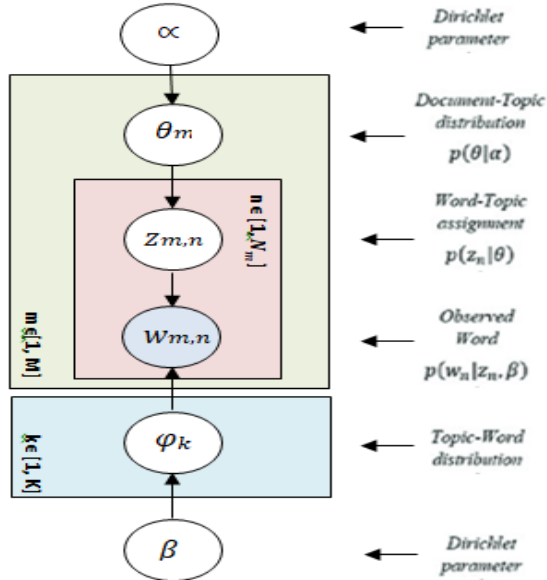 ∝
Dirichlet
parameter
θm
Document-Topic
distribution
p(θ|α)
n ϵ [1,Nm]
Zm,n
Word-Topic
assignment
p(zn|θ)
m ϵ [1, M]
Wm,n
Observed
Word
p(wn|zn, β)
k ϵ [1, K]
φk
Topic-Word
distribution
β
Dirichlet
parameter